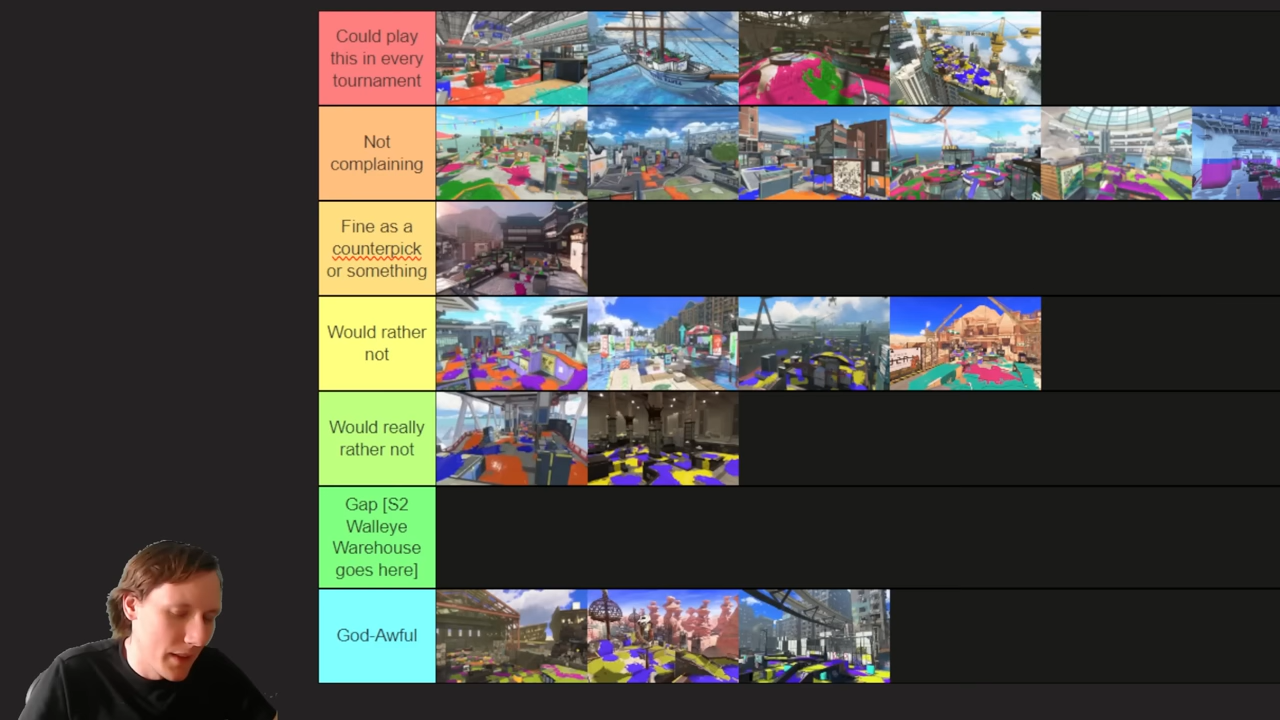 Could play
this in every
tournament
Not
complaining
Fine as a
counterpick
or something
Would rather
not
Would really
rather not
Gap [S2
Walleye
Warehouse
goes here]
God-Awful